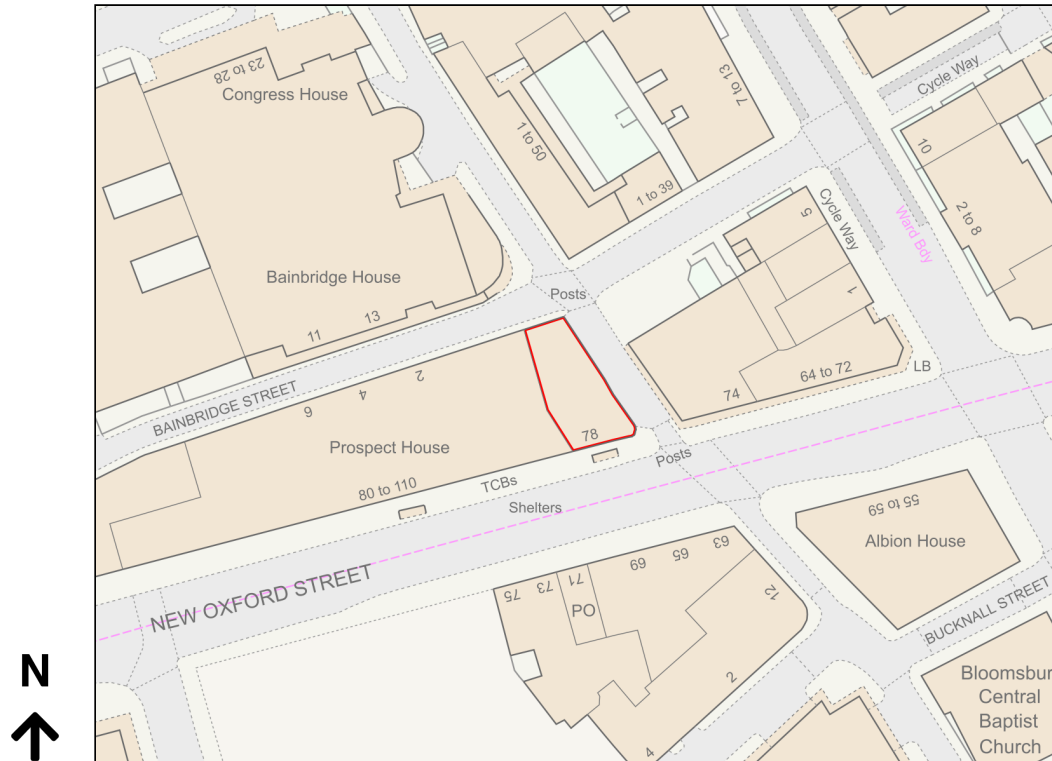 23 to 28
Congress House
Cycle Way
7 to 13
1 to 50
10
1 to 39
2 to 8
5
Cycle Way
Ward Bdy
Bainbridge House
Posts
1
13
11
64 to 72
LB
74
2
4
6
BAINBRIDGE STREET
78
Prospect House
Posts
80 to 110
TCBs
Shelters
55 to 59
Albion House
63
65
69
71
73
75
NEW OXFORD STREET
12
PO
BUCKNALL STREET
N
2
Bloomsbur
Central
Baptist
Church
4